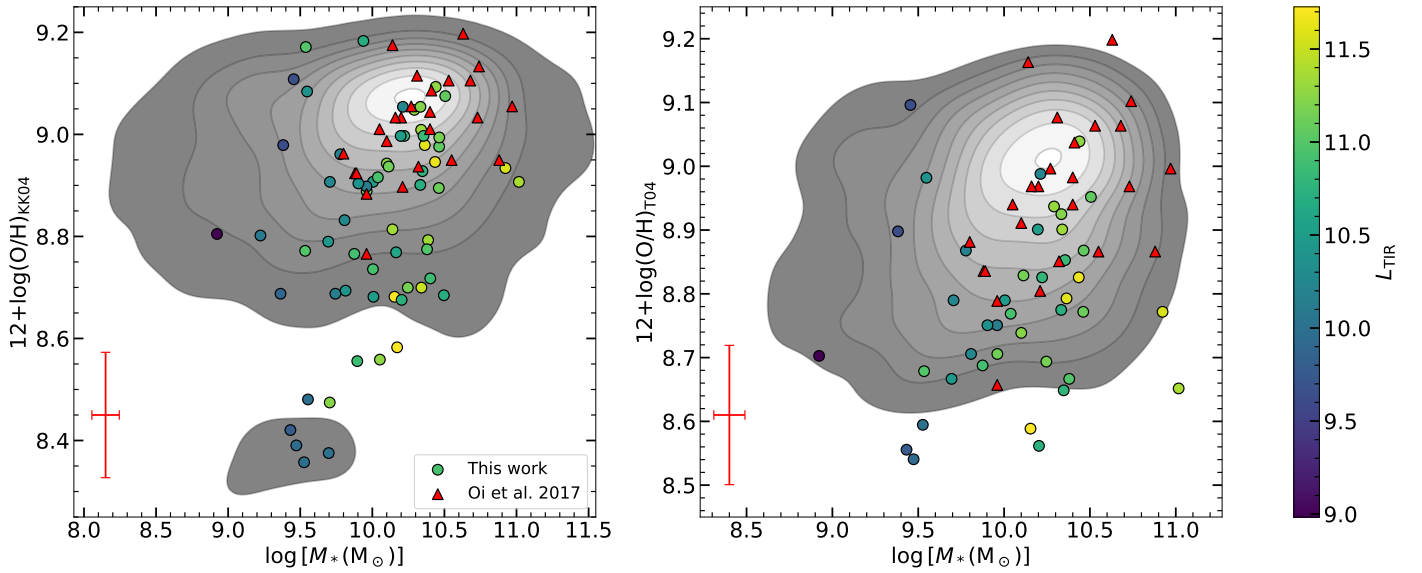 9.2
9.0
8.8
8.6
8.4
12+log(O/H)KK04
8.0 8.5 9.0 9.5 10.0 10.5 11.0 11.5
log[M*(M⊙)]
This work
Oi et al. 2017
9.2
9.1
9.0
8.9
8.8
8.7
8.6
8.5
12+log(O/H)T04
8.5 9.0 9.5 10.0 10.5 11.0
log[M*(M⊙)]
11.5
11.0
10.5
10.0
9.5
9.0
LTIR